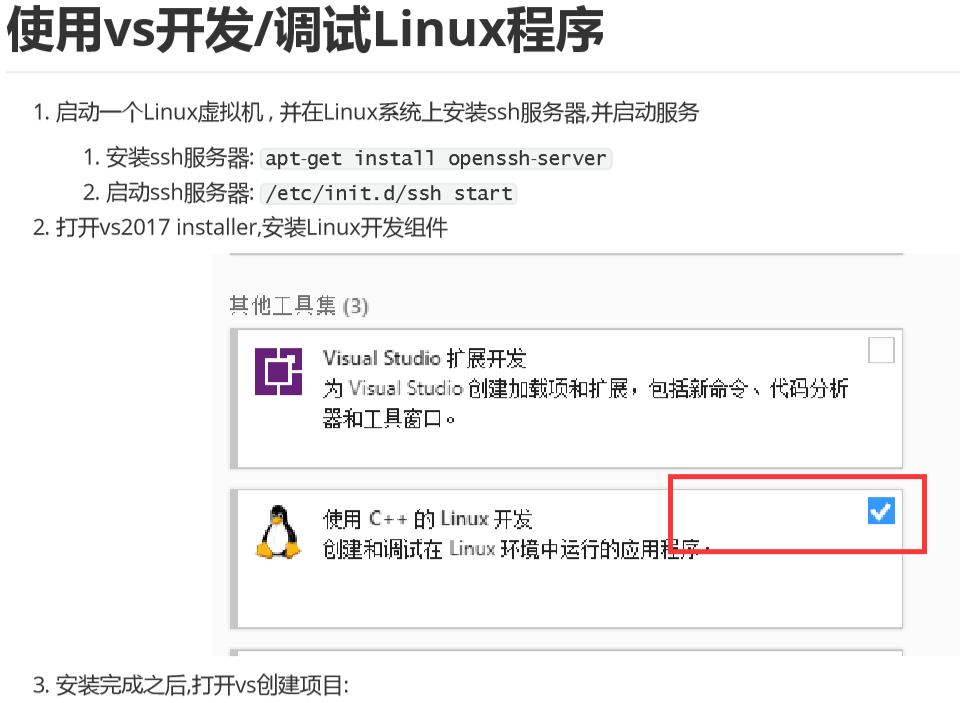 使用vs开发/调试Linux程序
1. 启动一个Linux虚拟机 , 并在Linux系统上安装ssh服务器,并启动服务
1. 安装ssh服务器: apt-get install openssh-server
2. 启动ssh服务器: /etc/init.d/ssh start
2. 打开vs2017 installer,安装Linux开发组件
其他工具集 (3)
Visual Studio 扩展开发
为 Visual Studio 创建加载项和扩展，包括新命令、代码分析
器和工具窗口。
使用 C++ 的 Linux 开发
创建和调试在 Linux 环境中运行的应用程序。
3. 安装完成之后,打开vs创建项目: